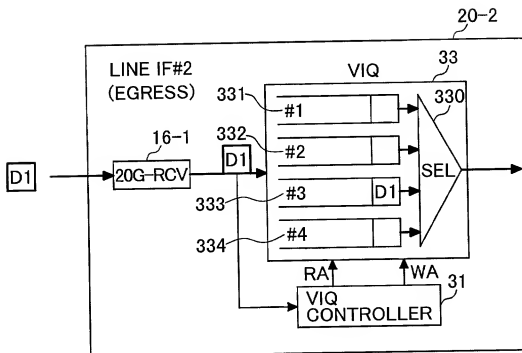 20-2
LINE IF#2
(EGRESS)
VIQ
33
331
#1
330
16-1
332
D1
#2
D1
20G-RCV
SEL
333
#3
D1
334
#4
RA
WA
31
VIQ
CONTROLLER